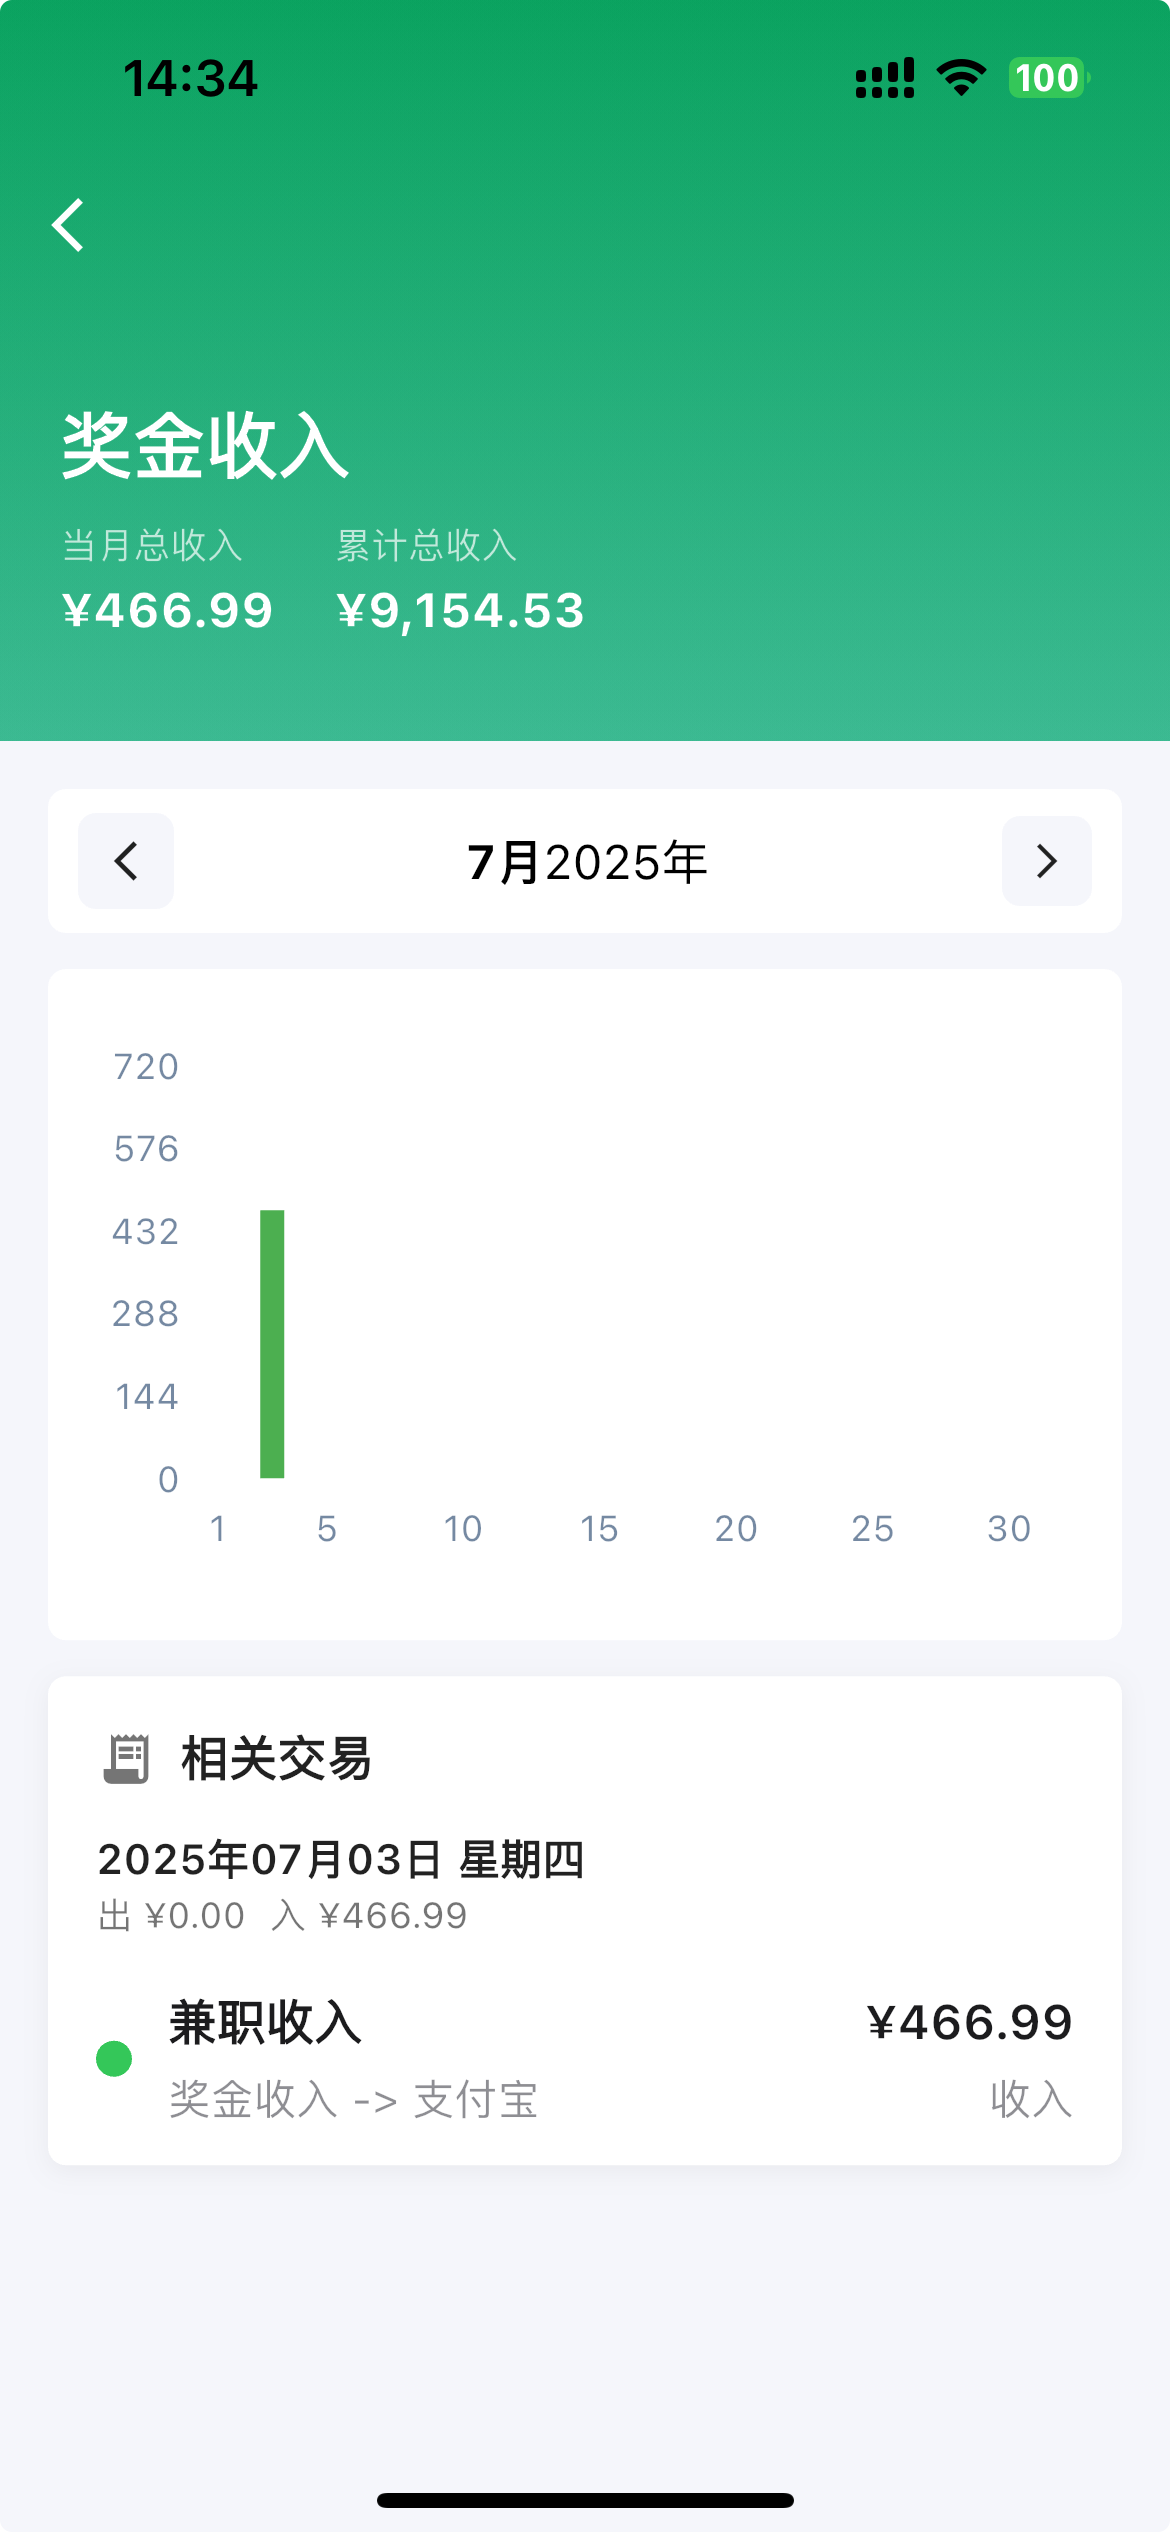 14:34
100
奖金收入
当月总收入 累计总收入
¥466.99 ¥9,154.53
7月2025年
720
576
432
288
144
0
1 5 10 15 20 25 30
相关交易
2025年07月03日 星期四
出 ¥0.00 入 ¥466.99
兼职收入 ¥466.99
奖金收入 -> 支付宝 收入